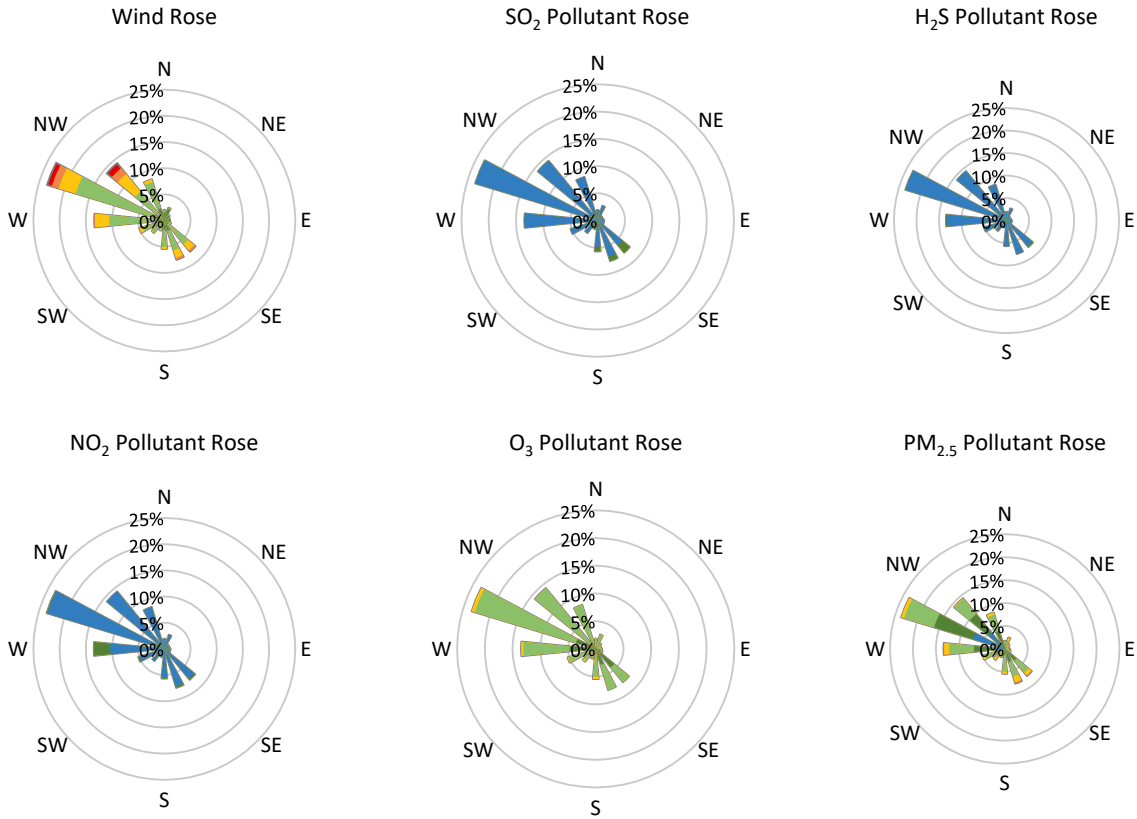 Wind Rose
N
25%
20%
15%
10%
5%
0%
NW
NE
W
E
SW
SE
S
SO2 Pollutant Rose
N
25%
20%
15%
10%
5%
0%
NW
NE
W
E
SW
SE
S
H2S Pollutant Rose
N
25%
20%
15%
10%
5%
0%
NW
NE
W
E
SW
SE
S
NO2 Pollutant Rose
N
25%
20%
15%
10%
5%
0%
NW
NE
W
E
SW
SE
S
O3 Pollutant Rose
N
25%
20%
15%
10%
5%
0%
NW
NE
W
E
SW
SE
S
PM2.5 Pollutant Rose
N
25%
20%
15%
10%
5%
0%
NW
NE
W
E
SW
SE
S